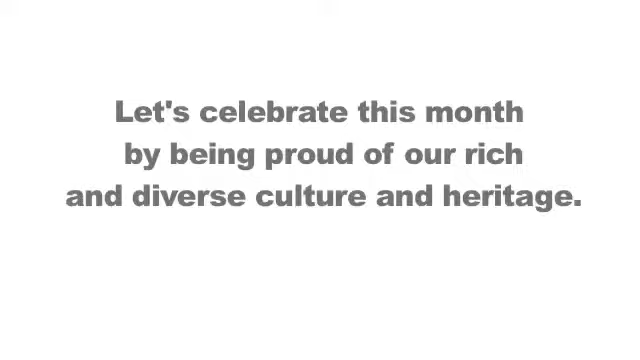 Let's celebrate this month
by being proud of our rich
and diverse culture and heritage.